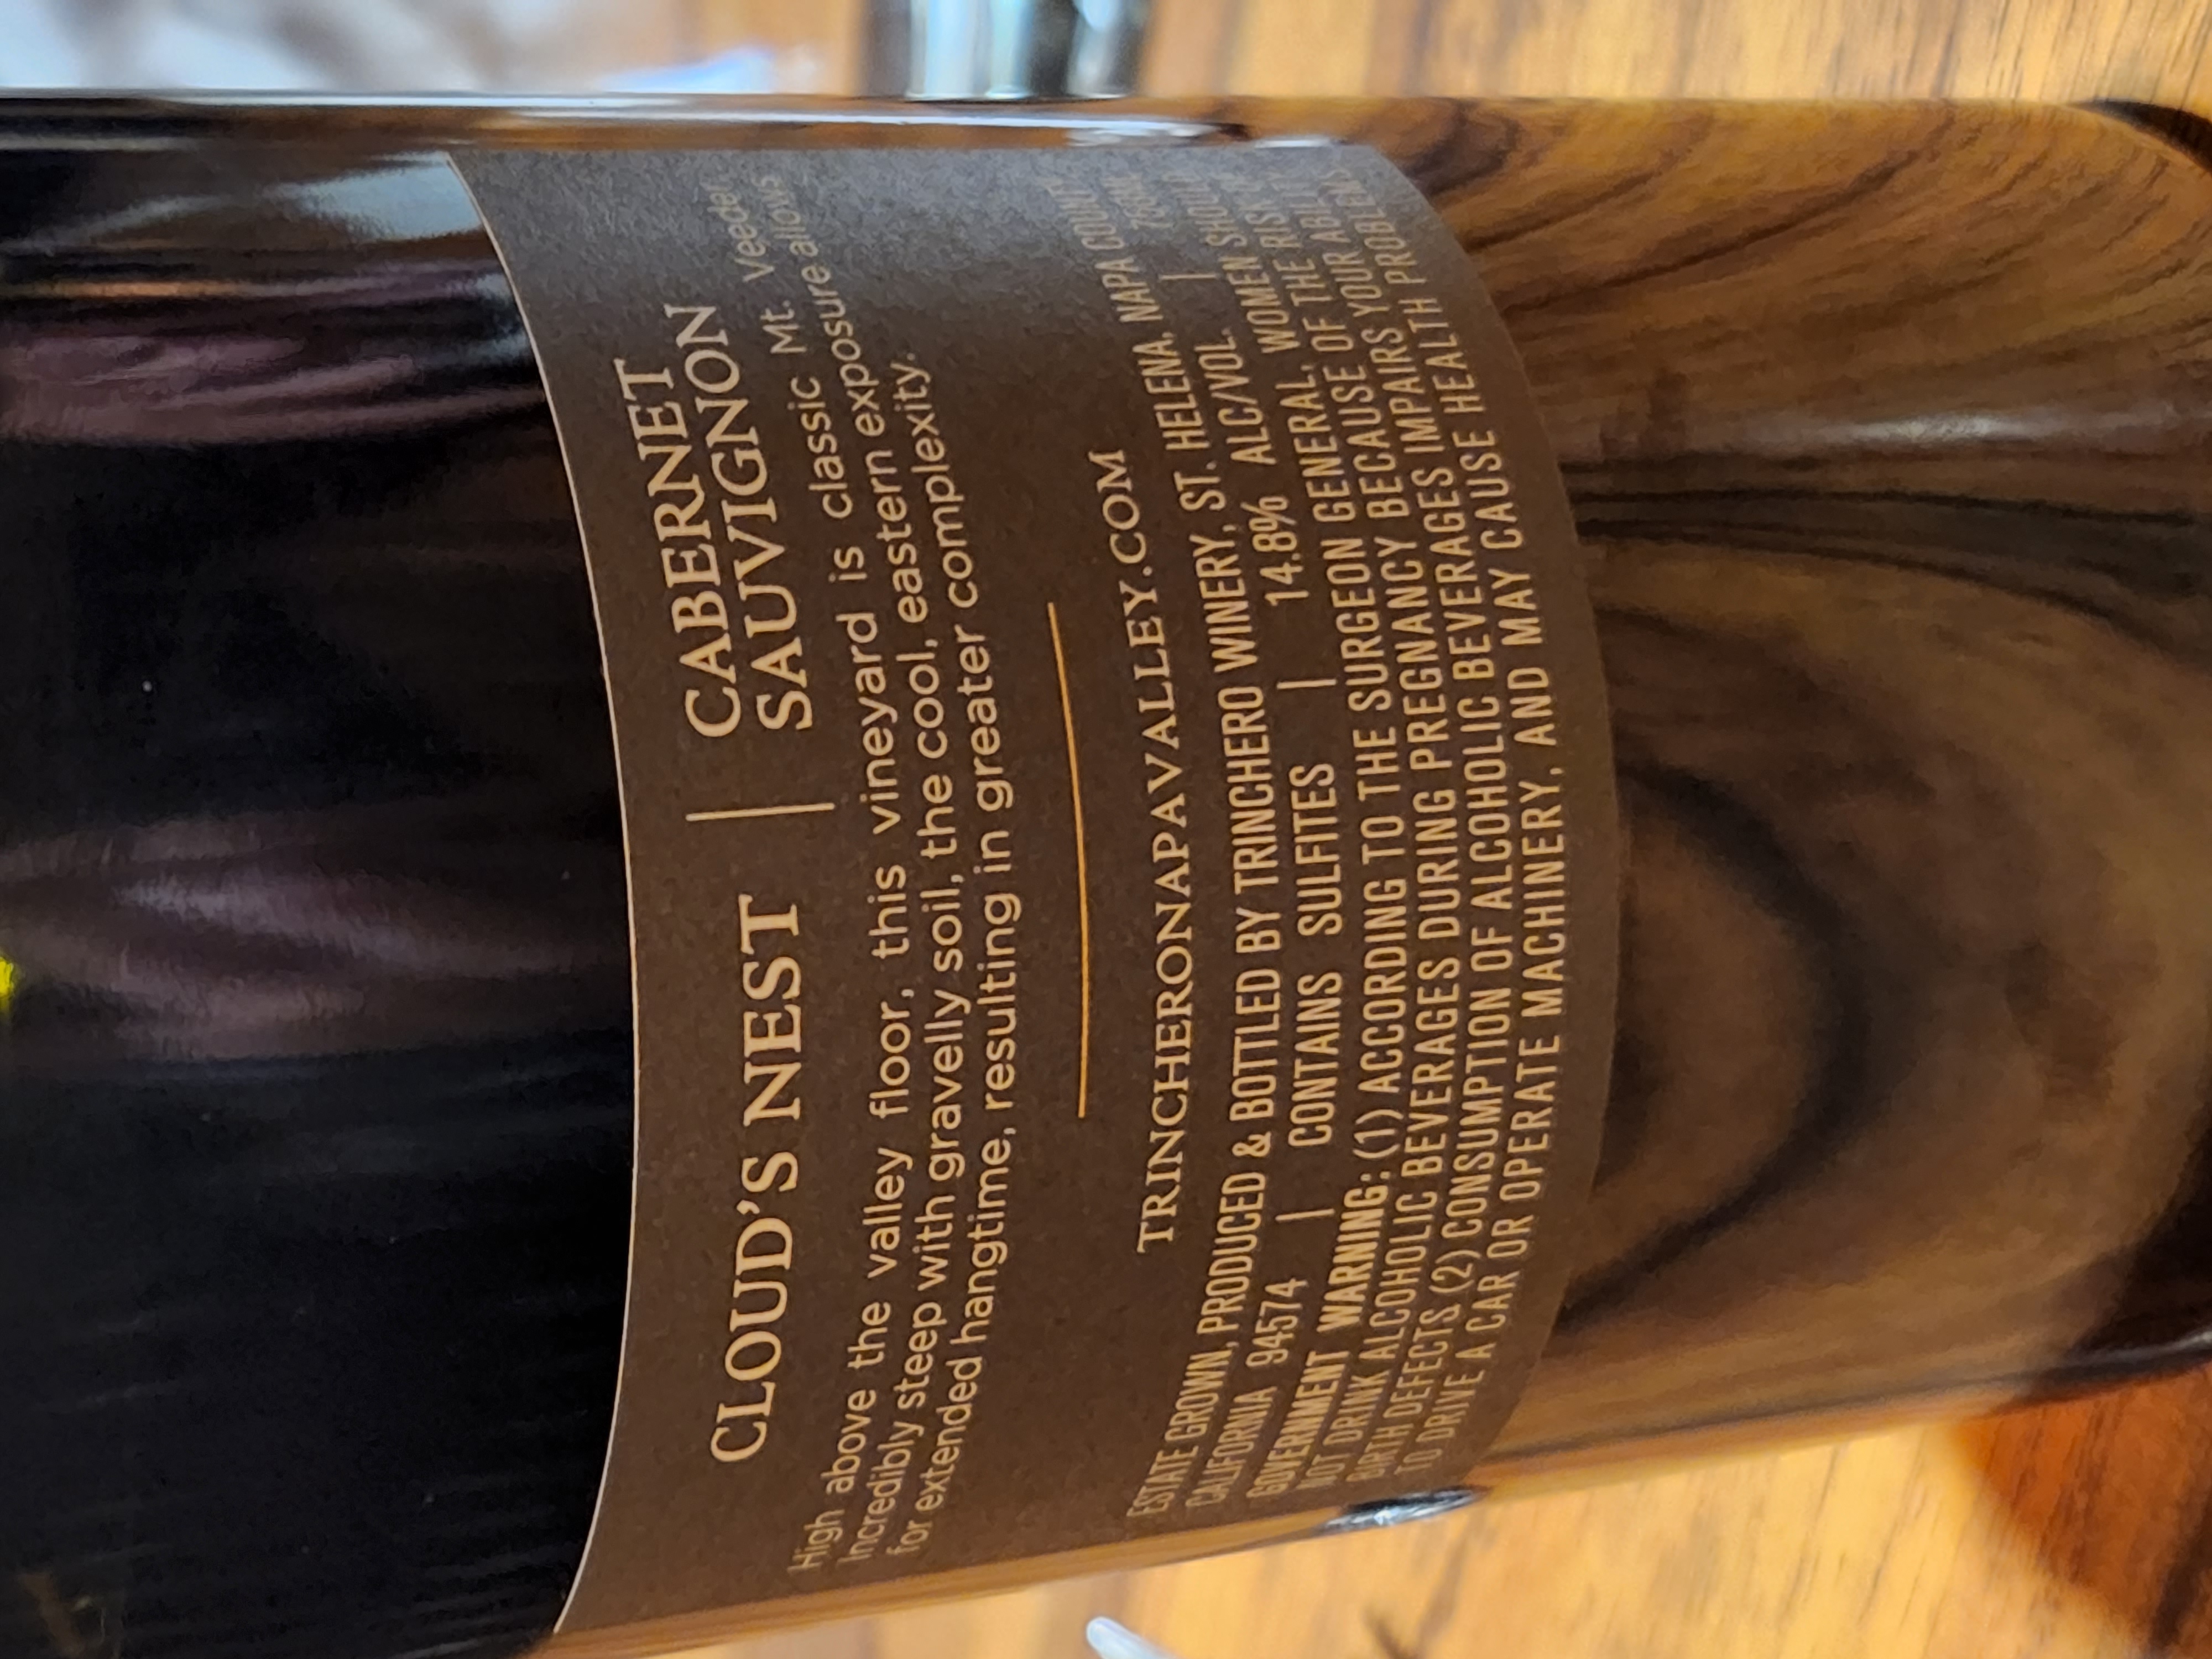 CLOUD'S NEST | CABERNET SAUVIGNON
High above the valley floor, this vineyard is classic Mt. Veeder.
Incredibly steep with gravelly soil, the cool, eastern exposure allows
for extended hangtime, resulting in greater complexity.
TRINCHERONAPAVALLEY.COM
ESTATE GROWN, PRODUCED & BOTTLED BY TRINCHERO WINERY, ST. HELENA, NAPA COUNTY
CALIFORNIA 94574 | CONTAINS SULFITES | 14.8% ALC/VOL. | 750ML
GOVERNMENT WARNING: (1) ACCORDING TO THE SURGEON GENERAL, WOMEN SHOULD
NOT DRINK ALCOHOLIC BEVERAGES DURING PREGNANCY BECAUSE OF THE RISK OF
BIRTH DEFECTS (2) CONSUMPTION OF ALCOHOLIC BEVERAGES IMPAIRS YOUR ABILITY
TO DRIVE A CAR OR OPERATE MACHINERY, AND MAY CAUSE HEALTH PROBLEMS